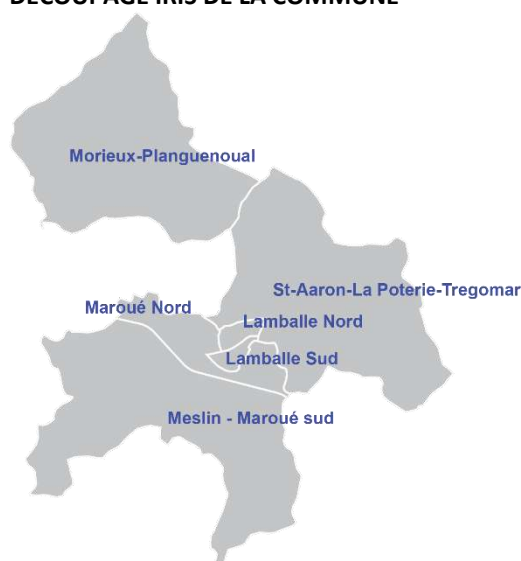 DECOUPAGE IRIS DE LA COMMUNE
Morieux-Planguenoual
St-Aaron-La Poterie-Tregomar
Maroué Nord
Lamballe Nord
Lamballe Sud
Meslin - Maroué sud